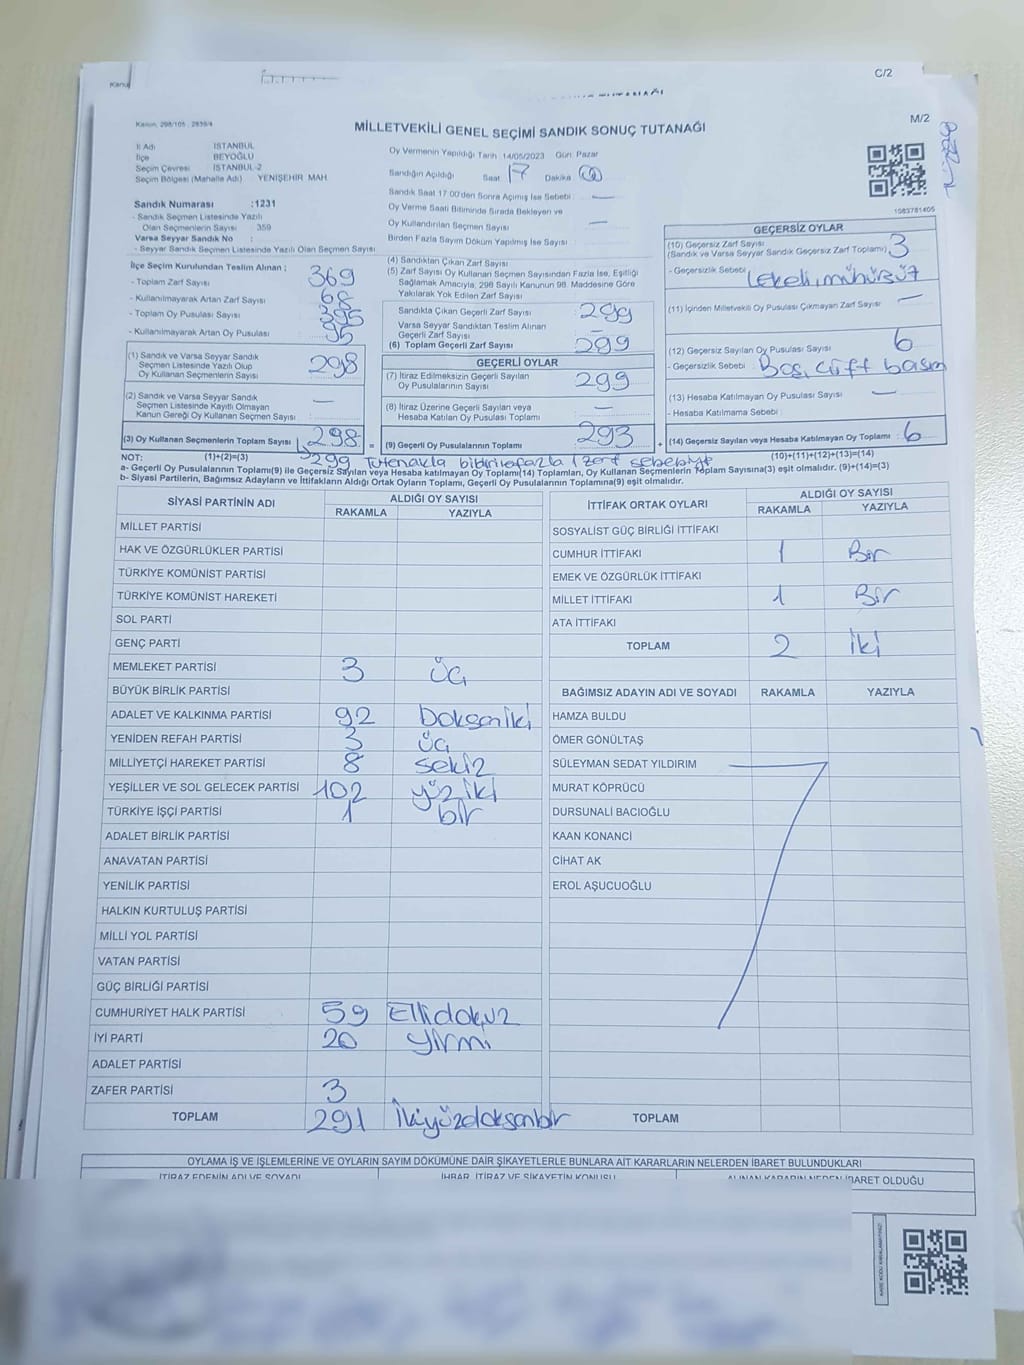 Kanu
C/2
Kanun, 298/105 , 2839/4
MİLLETVEKİLİ GENEL SEÇİMİ SANDIK SONUÇ TUTANAĞI
M/2
İl Adı İSTANBUL
İlçe BEYOĞLU
Seçim Çevresi İSTANBUL-2
Seçim Bölgesi (Mahalle Adı) YENİŞEHİR MAH.
Sandık Numarası :1231
- Sandık Seçmen Listesinde Yazılı
Olan Seçmenlerin Sayısı 359
Varsa Seyyar Sandık No :
- Seyyar Sandık Seçmen Listesinde Yazılı Olan Seçmen Sayısı
Oy Vermenin Yapıldığı Tarih 14/05/2023 Gün Pazar
Sandığın Açıldığı Saat 17 Dakika 00
Sandık Saat 17:00'den Sonra Açılmış İse Sebebi : —
Oy Verme Saati Bitiminde Sırada Bekleyen ve
Oy Kullandırılan Seçmen Sayısı —
Birden Fazla Sayım Döküm Yapılmış İse Sayısı :
1083781405
İlçe Seçim Kurulundan Teslim Alınan :
- Toplam Zarf Sayısı 369
- Kullanılmayarak Artan Zarf Sayısı 68
- Toplam Oy Pusulası Sayısı 395
- Kullanılmayarak Artan Oy Pusulası 95
(4) Sandıktan Çıkan Zarf Sayısı
(5) Zarf Sayısı Oy Kullanan Seçmen Sayısından Fazla İse, Eşitliği
Sağlamak Amacıyla, 298 Sayılı Kanunun 98. Maddesine Göre
Yakılarak Yok Edilen Zarf Sayısı
Sandıkta Çıkan Geçerli Zarf Sayısı 299
Varsa Seyyar Sandıktan Teslim Alınan
Geçerli Zarf Sayısı —
(6) Toplam Geçerli Zarf Sayısı 299
GEÇERSİZ OYLAR
(10) Geçersiz Zarf Sayısı
(Sandık ve Varsa Seyyar Sandık Geçersiz Zarf Toplamı) 3
- Geçersizlik Sebebi Lekeli, mühürsüz
(11) İçinden Milletvekili Oy Pusulası Çıkmayan Zarf Sayısı —
(12) Geçersiz Sayılan Oy Pusulası Sayısı 6
- Geçersizlik Sebebi : Boş, çift basım
(13) Hesaba Katılmayan Oy Pusulası Sayısı —
- Hesaba Katılmama Sebebi
(1) Sandık ve Varsa Seyyar Sandık
Seçmen Listesinde Yazılı Olup
Oy Kullanan Seçmenlerin Sayısı 298
(2) Sandık ve Varsa Seyyar Sandık
Seçmen Listesinde Kayıtlı Olmayan
Kanun Gereği Oy Kullanan Seçmen Sayısı —
GEÇERLİ OYLAR
(7) İtiraz Edilmeksizin Geçerli Sayılan
Oy Pusulalarının Sayısı 299
(8) İtiraz Üzerine Geçerli Sayılan veya
Hesaba Katılan Oy Pusulası Toplamı —
(3) Oy Kullanan Seçmenlerin Toplam Sayısı 298 = (9) Geçerli Oy Pusulalarının Toplamı 293 + (14) Geçersiz Sayılan veya Hesaba Katılmayan Oy Toplamı : 6
NOT: (1)+(2)=(3) (10)+(11)+(12)+(13)=(14)
299 Tutanakta
a- Geçerli Oy Pusulalarının Toplamı(9) ile Geçersiz Sayılan veya Hesaba Katılmayan Oy Toplamı(14) Toplamları, Oy Kullanan Seçmenlerin Toplam Sayısına(3) eşit olmalıdır. (9)+(14)=(3)
b- Siyasi Partilerin, Bağımsız Adayların ve İttifakların Aldığı Ortak Oyların Toplamı, Geçerli Oy Pusulalarının Toplamına(9) eşit olmalıdır.
SİYASİ PARTİNİN ADI ALDIĞI OY SAYISI
RAKAMLA YAZIYLA
MİLLET PARTİSİ
HAK VE ÖZGÜRLÜKLER PARTİSİ
TÜRKİYE KOMÜNİST PARTİSİ
TÜRKİYE KOMÜNİST HAREKETİ
SOL PARTİ
GENÇ PARTİ
MEMLEKET PARTİSİ 3 üç
BÜYÜK BİRLİK PARTİSİ
ADALET VE KALKINMA PARTİSİ 92 Doksaniki
YENİDEN REFAH PARTİSİ 3 üç
MİLLİYETÇİ HAREKET PARTİSİ 8 sekiz
YEŞİLLER VE SOL GELECEK PARTİSİ 102 yüz iki
TÜRKİYE İŞÇİ PARTİSİ 1 bir
ADALET BİRLİK PARTİSİ
ANAVATAN PARTİSİ
YENİLİK PARTİSİ
HALKIN KURTULUŞ PARTİSİ
MİLLİ YOL PARTİSİ
VATAN PARTİSİ
GÜÇ BİRLİĞİ PARTİSİ
CUMHURİYET HALK PARTİSİ 59 Ellidokuz
İYİ PARTİ 20 yirmi
ADALET PARTİSİ
ZAFER PARTİSİ 3
TOPLAM 291 İkiyüzdoksanbir
İTTİFAK ORTAK OYLARI ALDIĞI OY SAYISI
RAKAMLA YAZIYLA
SOSYALİST GÜÇ BİRLİĞİ İTTİFAKI
CUMHUR İTTİFAKI 1 Bir
EMEK VE ÖZGÜRLÜK İTTİFAKI
MİLLET İTTİFAKI 1 Bir
ATA İTTİFAKI
TOPLAM 2 İki
BAĞIMSIZ ADAYIN ADI VE SOYADI RAKAMLA YAZIYLA
HAMZA BULDU
ÖMER GÖNÜLTAŞ
SÜLEYMAN SEDAT YILDIRIM
MURAT KÖPRÜCÜ
DURSUNALİ BACIOĞLU
KAAN KONANCİ
CİHAT AK
EROL AŞUCUOĞLU
TOPLAM
OYLAMA İŞ VE İŞLEMLERİNE VE OYLARIN SAYIM DÖKÜMÜNE DAİR ŞİKAYETLERLE BUNLARA AİT KARARLARIN NELERDEN İBARET BULUNDUKLARI
İTİRAZ EDENİN ADI VE SOYADI İHBAR, İTİRAZ VE ŞİKAYETİN KONUSU ALINAN KARARIN NEDEN İBARET OLDUĞU